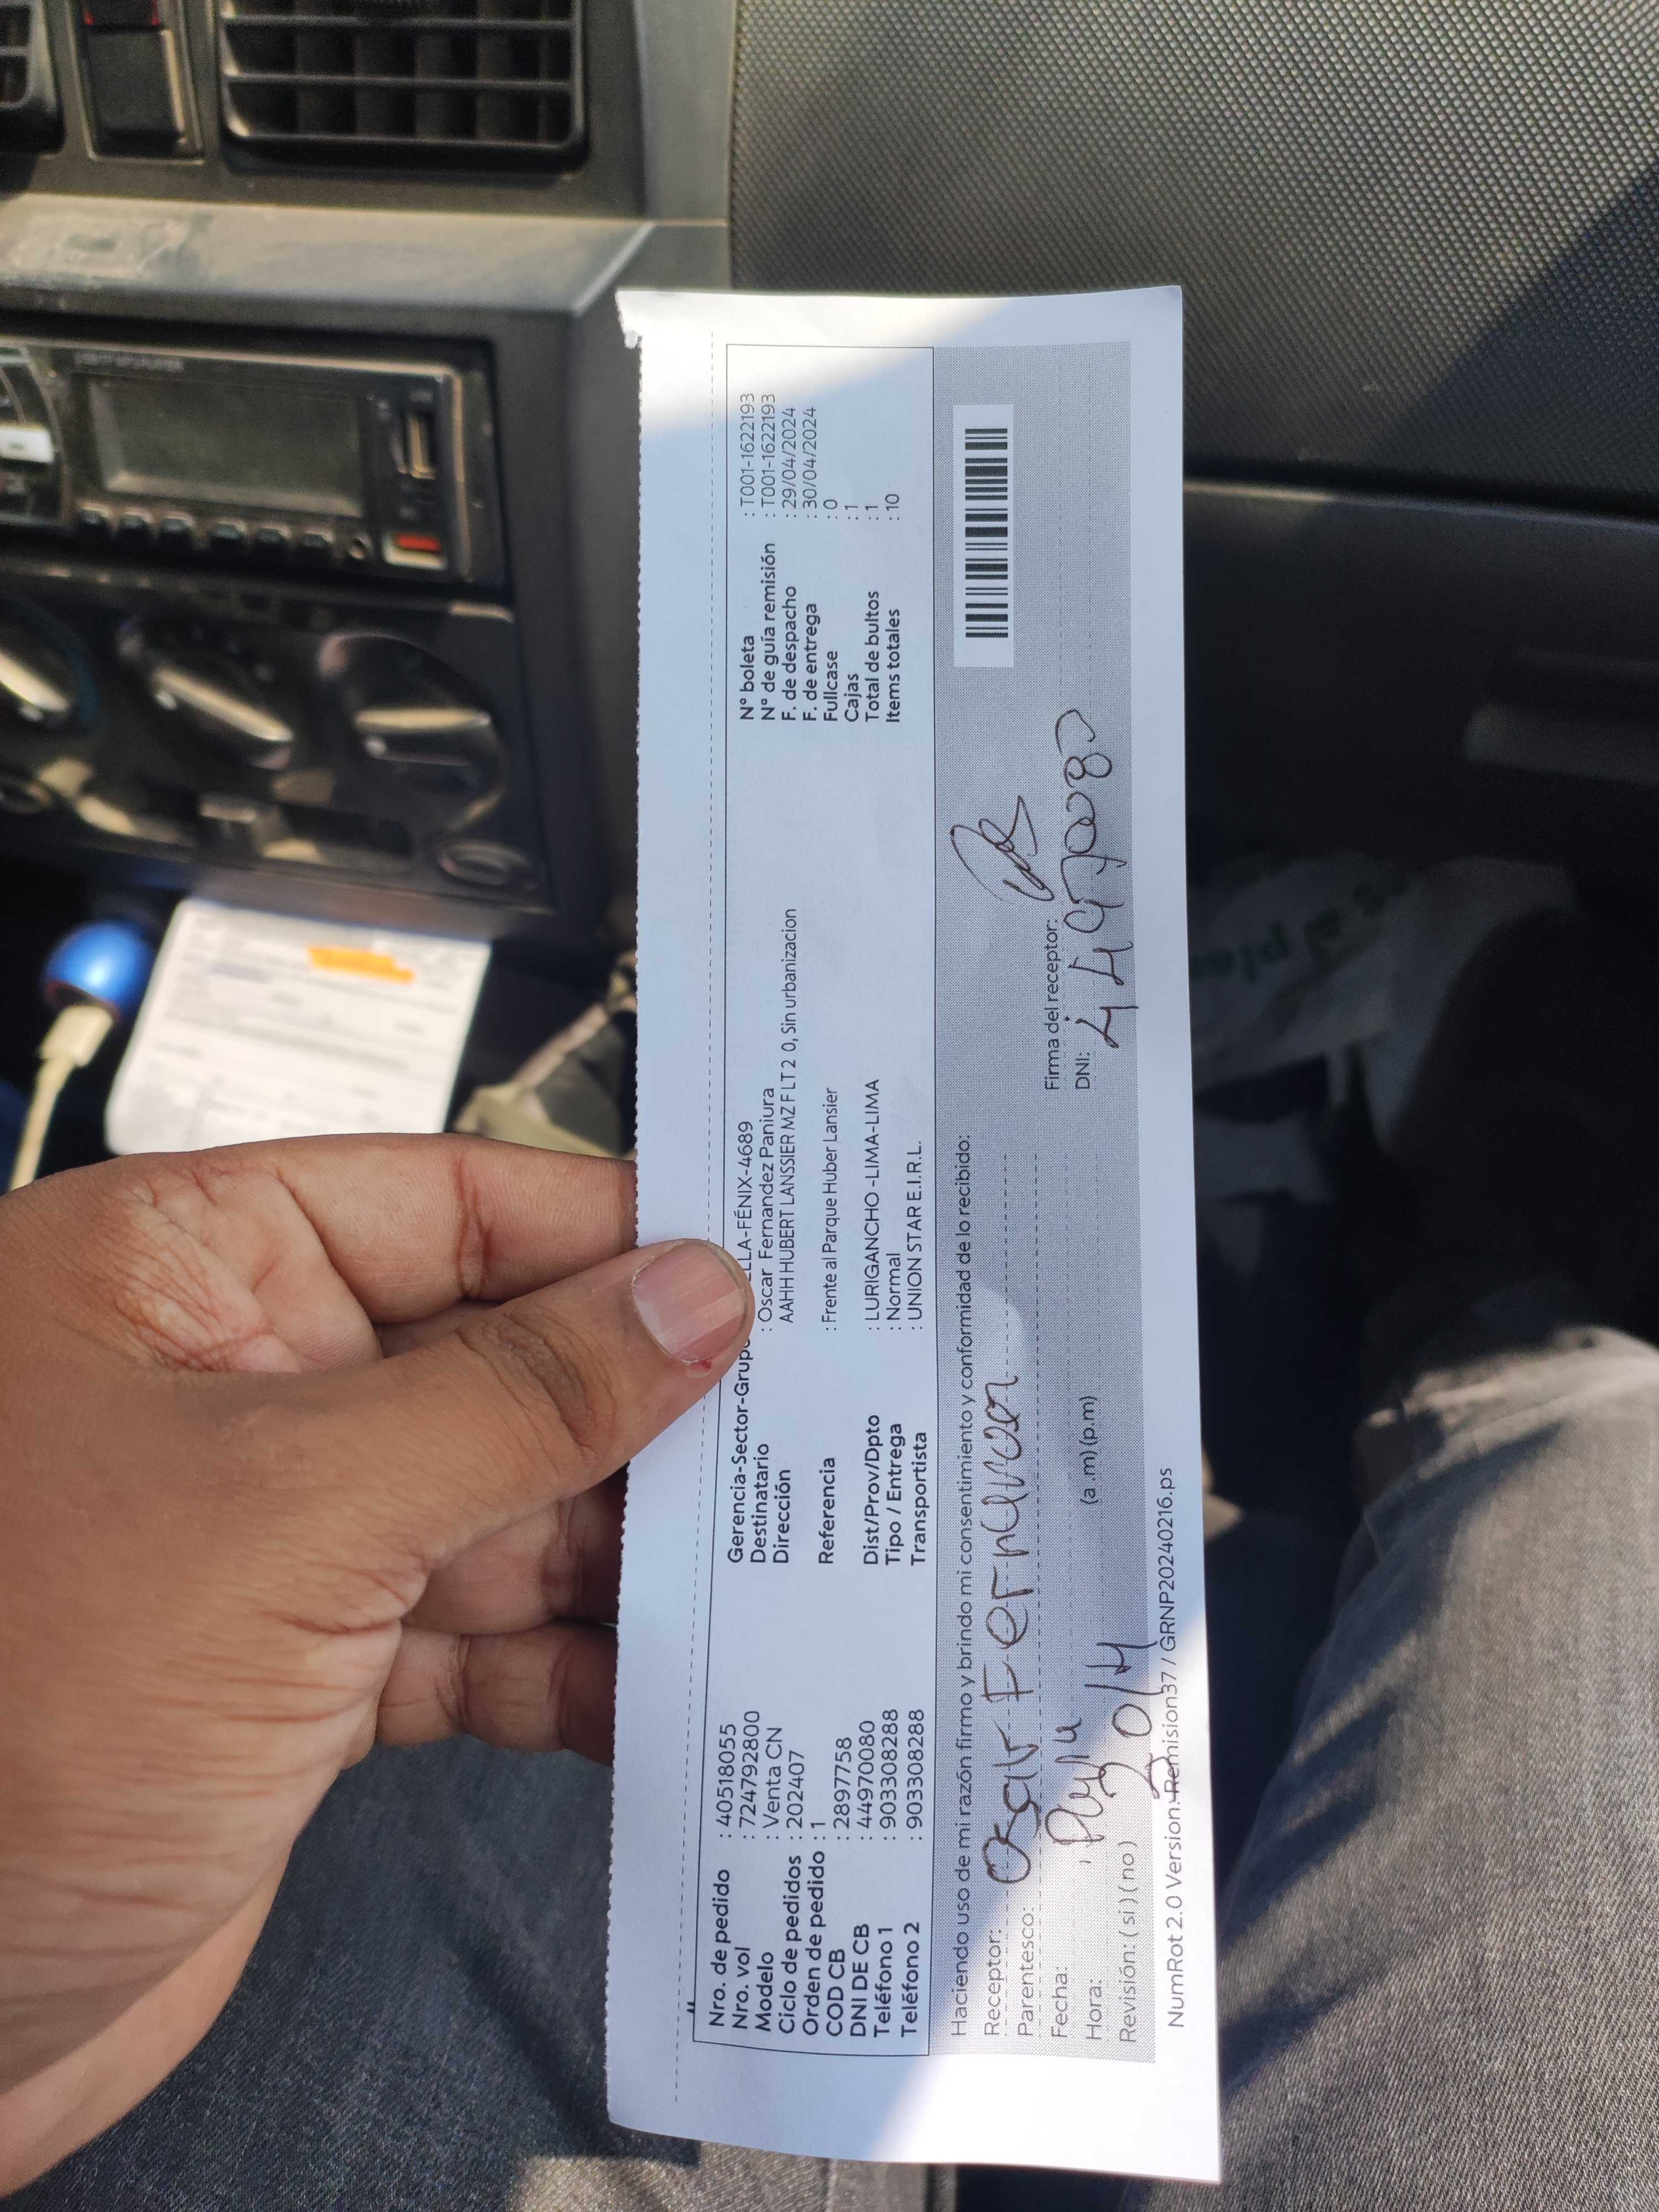 Nro. de pedido : 40518055
Nro. vol : 7247792800
Modelo : Venta CN
Ciclo de pedidos : 202407
Orden de pedido : 1
COD CB : 2897758
DNI DE CB : 44970080
Teléfono 1 : 903308288
Teléfono 2 : 903308288
Gerencia-Sector-Grup LLA-FÉNIX-4689
Destinatario : Oscar Fernandez Paniura
Dirección AAHH HUBERT LANSSIER MZ F LT 2 0, Sin urbanizacion
Referencia : Frente al Parque Huber Lansier
Dist/Prov/Dpto : LURIGANCHO -LIMA-LIMA
Tipo / Entrega : Normal
Transportista : UNION STAR E.I.R.L.
N° boleta : T001-1622193
N° de guía remisión : T001-1622193
F. de despacho : 29/04/2024
F. de entrega : 30/04/2024
Fullcase : 0
Cajas : 1
Total de bultos : 1
Items totales : 10
Haciendo uso de mi razón firmo y brindo mi consentimiento y conformidad de lo recibido:
Receptor:
Parentesco:
Fecha:
Hora: (a .m) (p.m)
Revisión: ( si ) ( no )
Firma del receptor:
DNI:
NumRot 2.0 Version: Remision37 / GRNP20240216.ps